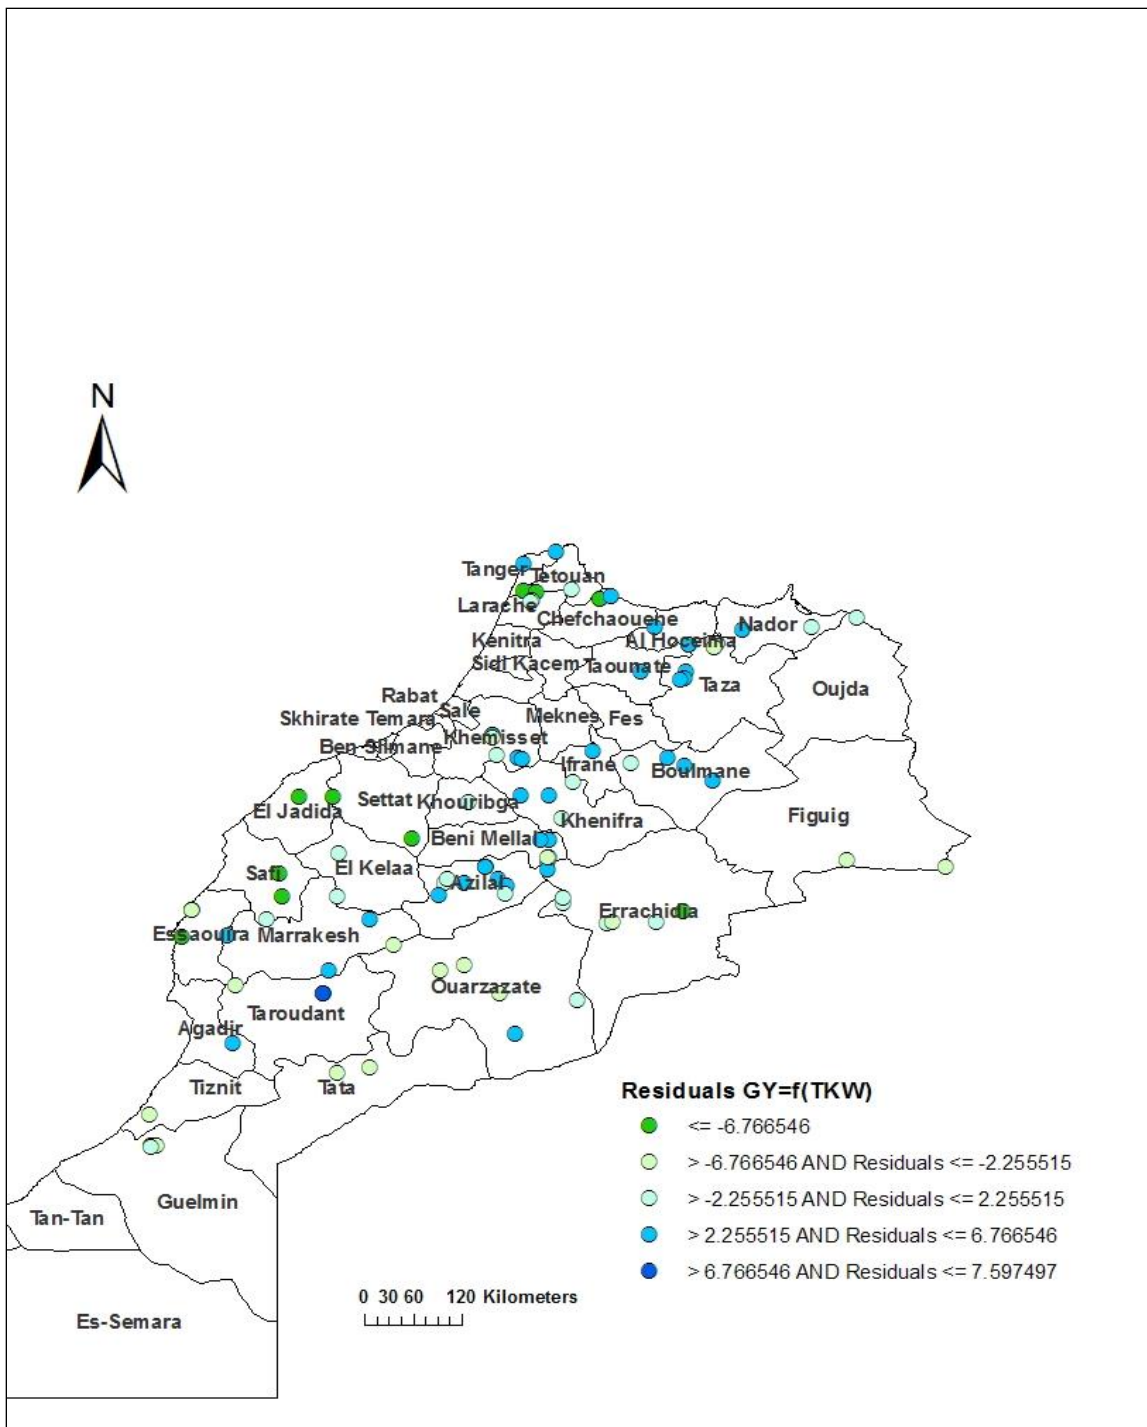 N
Tanger
Tetouan
Larache
Chefchaouene
Nador
Kenitra
Al Hoceima
Sidi Kacem
Taounate
Taza
Oujda
Rabat
Sale
Skhirate Temara
Meknes
Fes
Ben Slimane
Khemisset
Ifrane
Boulmane
El Jadida
Settat
Khouribga
Khenifra
Figuig
Beni Mellal
Safi
El Kelaa
Azilal
Errachidia
Essaouira
Marrakesh
Ouarzazate
Taroudant
Agadir
Tiznit
Tata
Guelmin
Tan-Tan
Es-Semara
Residuals GY=f(TKW)
<= -6.766546
> -6.766546 AND Residuals <= -2.255515
> -2.255515 AND Residuals <= 2.255515
> 2.255515 AND Residuals <= 6.766546
> 6.766546 AND Residuals <= 7.597497
0 30 60 120 Kilometers